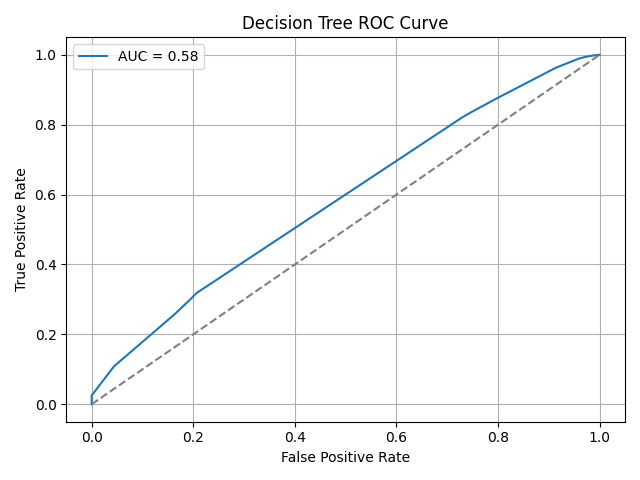 Decision Tree ROC Curve
AUC = 0.58
True Positive Rate
1.0
0.8
0.6
0.4
0.2
0.0
0.0 0.2 0.4 0.6 0.8 1.0
False Positive Rate